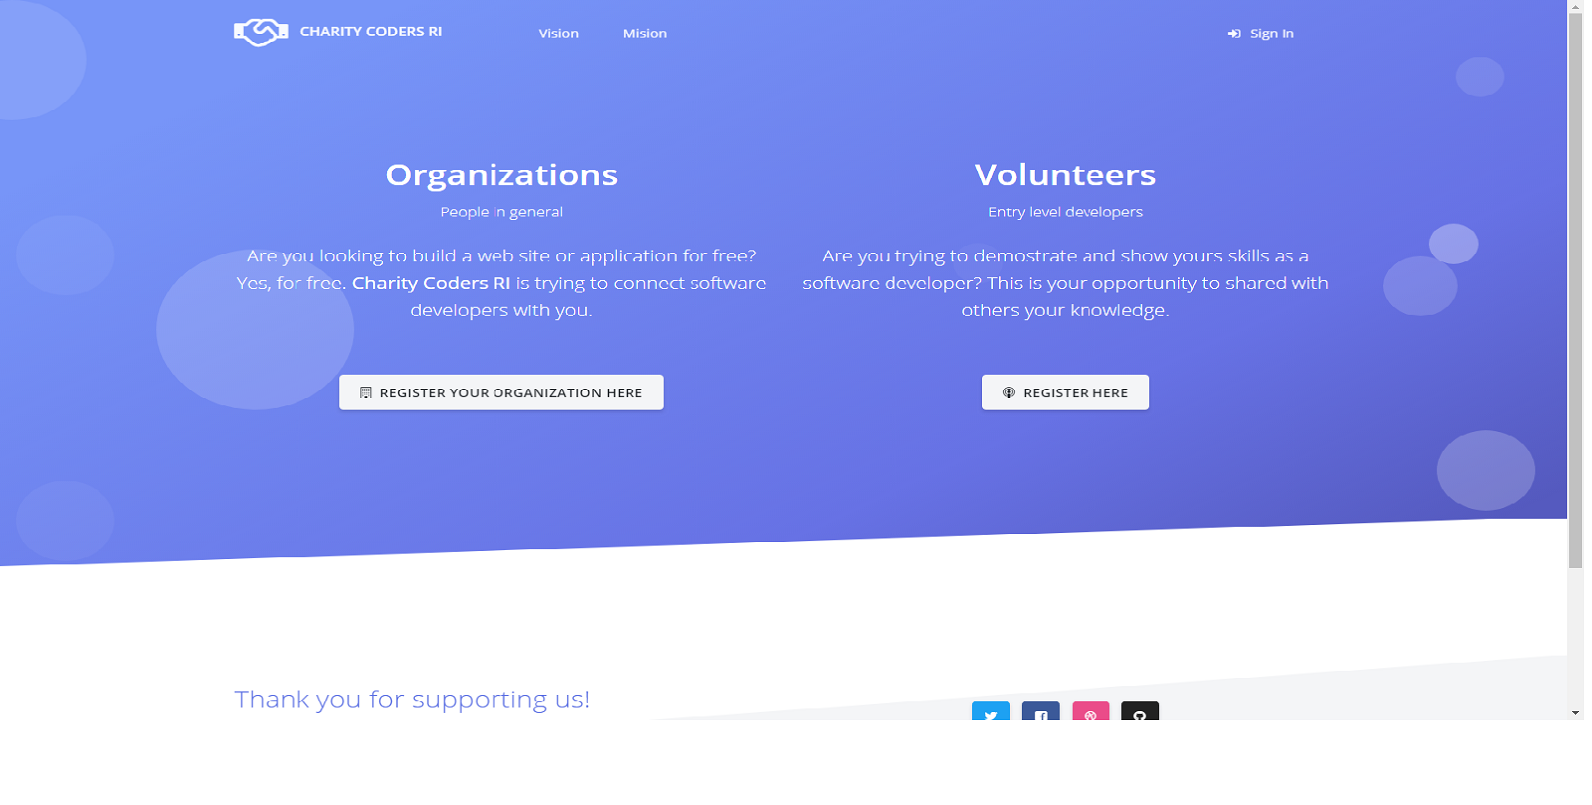 CHARITY CODERS RI
Vision
Mision
Sign In
Organizations
People in general
Are you looking to build a web site or application for free?
Yes, for free. Charity Coders RI is trying to connect software
developers with you.
REGISTER YOUR ORGANIZATION HERE
Volunteers
Entry level developers
Are you trying to demostrate and show yours skills as a
software developer? This is your opportunity to shared with
others your knowledge.
REGISTER HERE
Thank you for supporting us!